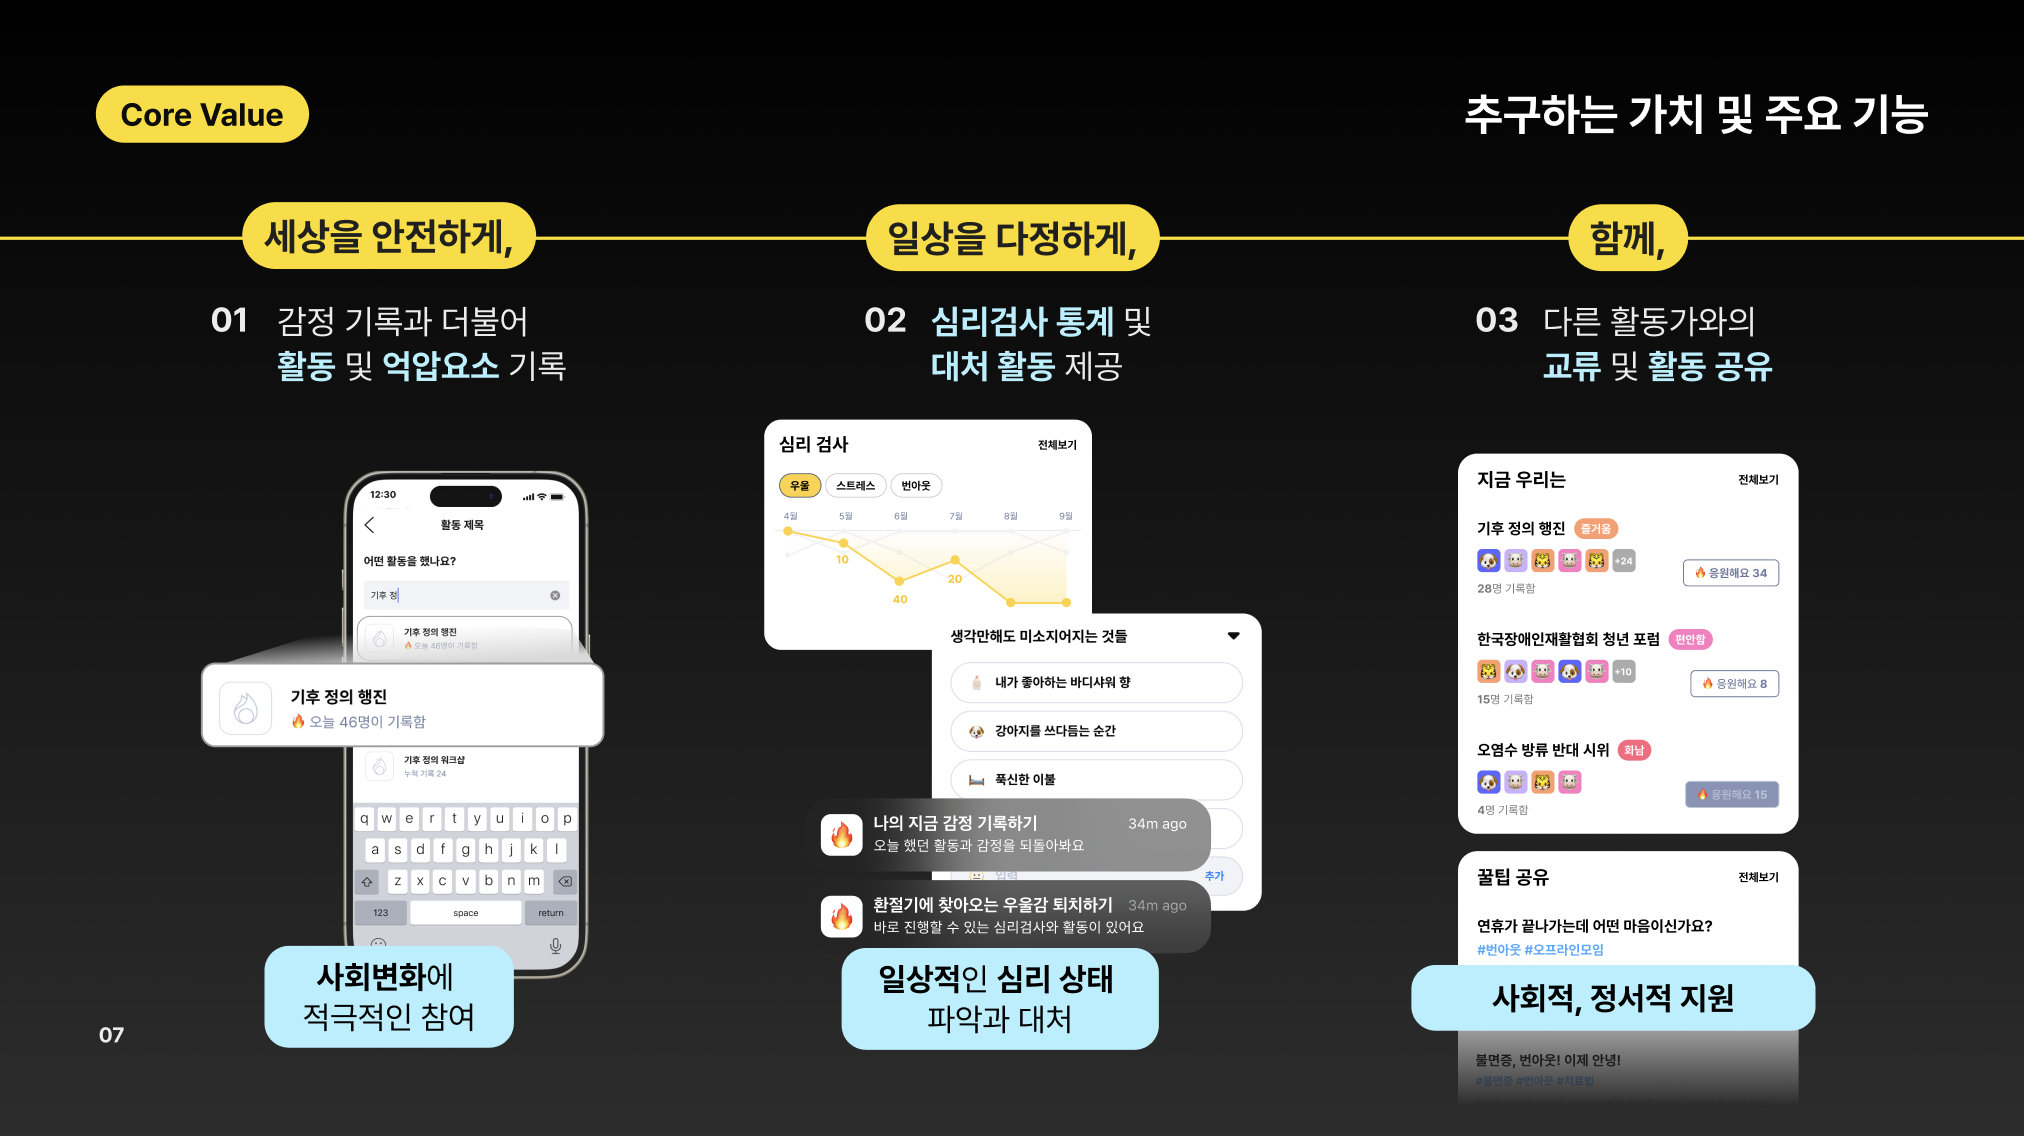 Core Value
추구하는 가치 및 주요 기능
세상을 안전하게,
01
감정 기록과 더불어
활동 및 억압요소 기록
12:30
활동 제목
어떤 활동을 했나요?
기후 정
기후 정의 행진
오늘 46명이 기록함
기후 정의 행진
오늘 46명이 기록함
기후 정의 워크샵
누적 기록 24
q w e r t y u i o p
a s d f g h j k l
z x c v b n m
123 space return
사회변화에
적극적인 참여
일상을 다정하게,
02
심리검사 통계 및
대처 활동 제공
심리 검사 전체보기
우울 스트레스 번아웃
4월 5월 6월 7월 8월 9월
10
20
40
생각만해도 미소지어지는 것들
내가 좋아하는 바디샤워 향
강아지를 쓰다듬는 순간
푹신한 이불
나의 지금 감정 기록하기 34m ago
오늘 했던 활동과 감정을 되돌아봐요
입력 추가
환절기에 찾아오는 우울감 퇴치하기 34m ago
바로 진행할 수 있는 심리검사와 활동이 있어요
일상적인 심리 상태
파악과 대처
함께,
03
다른 활동가와의
교류 및 활동 공유
지금 우리는 전체보기
기후 정의 행진 즐거움
+24
응원해요 34
28명 기록함
한국장애인재활협회 청년 포럼 편안함
+10
응원해요 8
15명 기록함
오염수 방류 반대 시위 화남
응원해요 15
4명 기록함
꿀팁 공유 전체보기
연휴가 끝나가는데 어떤 마음이신가요?
#번아웃 #오프라인모임
사회적, 정서적 지원
불면증, 번아웃! 이제 안녕!
#불면증 #번아웃 #치료법
07